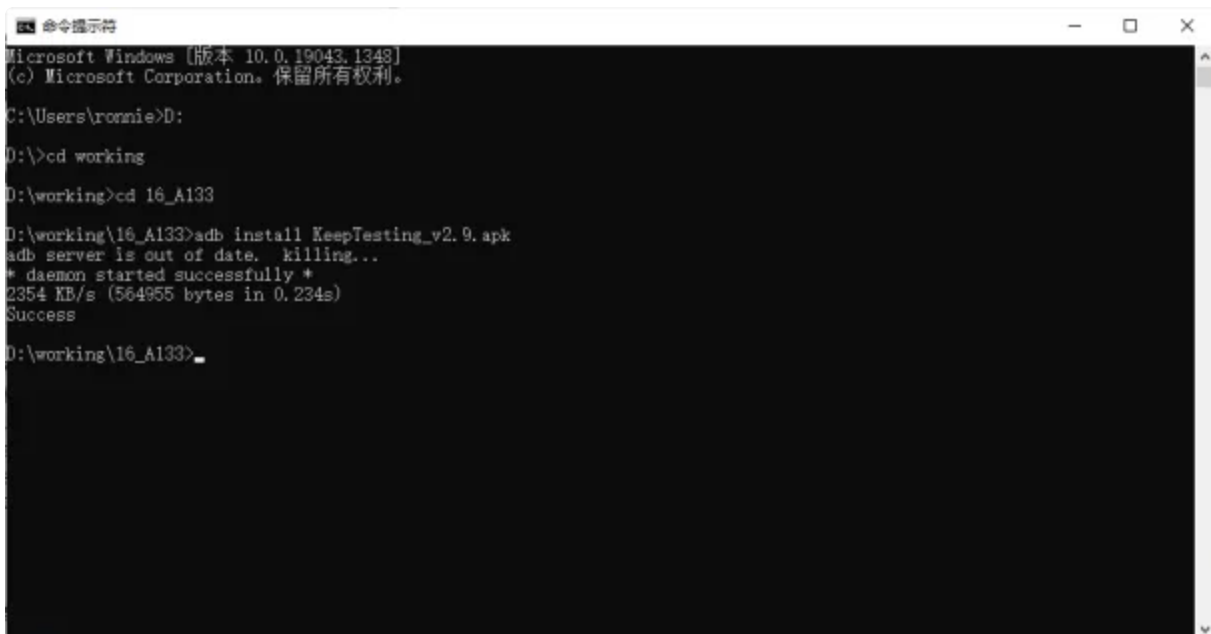 命令提示符
Microsoft Windows [版本 10.0.19043.1348]
(c) Microsoft Corporation。保留所有权利。
C:\Users\ronnie>D:
D:\>cd working
D:\working>cd 16_A133
D:\working\16_A133>adb install KeepTesting_v2.9.apk
adb server is out of date.  killing...
* daemon started successfully *
2354 KB/s (564955 bytes in 0.234s)
Success
D:\working\16_A133>